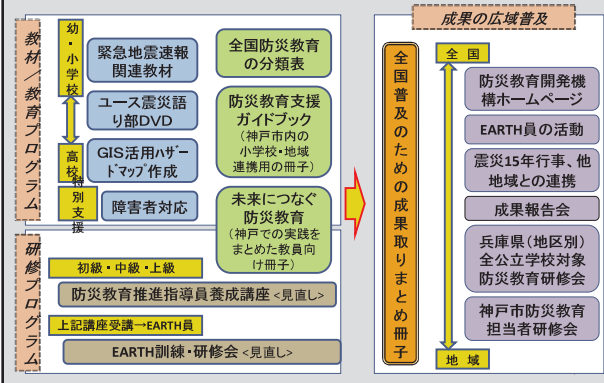 教材／教育プログラム
幼・小学校
高校
特別支援
緊急地震速報
関連教材
ユース震災語
り部DVD
GIS活用ﾊｻﾞｰ
ﾄﾞﾏｯﾌﾟ作成
障害者対応
全国防災教育
の分類表
防災教育支援
ガイドブック
(神戸市内の
小学校・地域
連携用の冊子)
未来につなぐ
防災教育
(神戸での実践を
まとめた教員向
け冊子)
研修プログラム
初級・中級・上級
防災教育推進指導員養成講座 <見直し>
上記講座受講→EARTH員
EARTH訓練・研修会 <見直し>
成果の広域普及
全国普及のための成果取りまとめ冊子
全 国
防災教育開発機
構ホームページ
EARTH員の活動
震災15年行事、他
地域との連携
成果報告会
兵庫県（地区別）
全公立学校対象
防災教育研修会
神戸市防災教育
担当者研修会
地 域